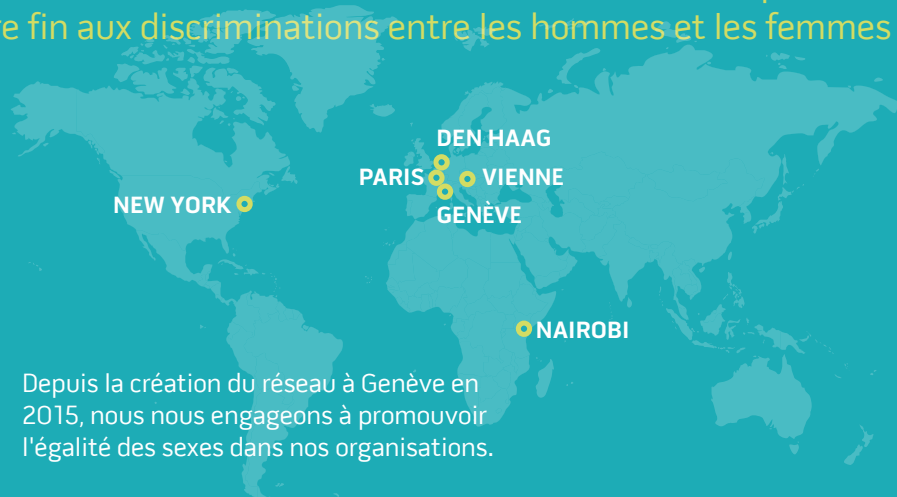 fin aux discriminations entre les hommes et les femmes
DEN HAAG
PARIS
VIENNE
NEW YORK
GENÈVE
NAIROBI
Depuis la création du réseau à Genève en
2015, nous nous engageons à promouvoir
l'égalité des sexes dans nos organisations.